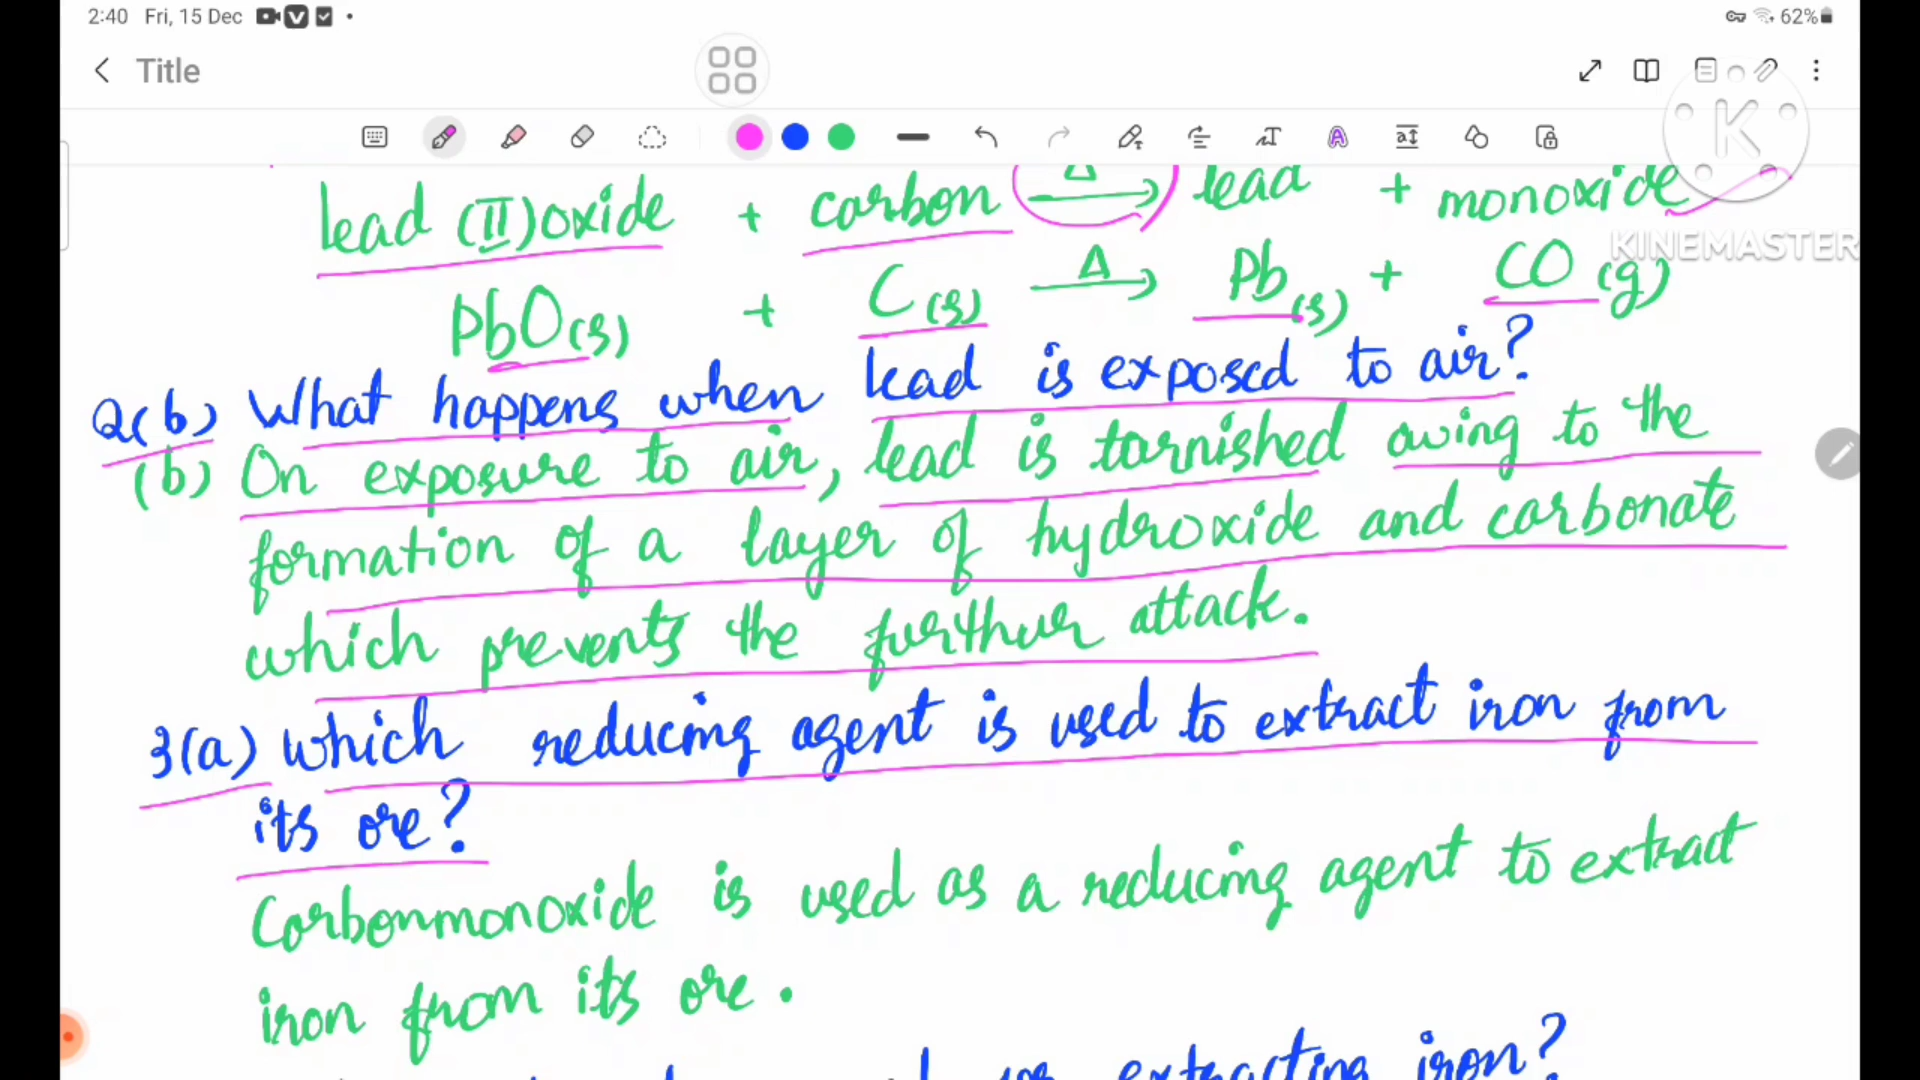 2:40 Fri, 15 Dec 62%
Title
K
KINEMASTER
lead (II)oxide + carbon Δ→ lead + monoxide
PbO(s) + C(s) Δ→ Pb(s) + CO(g)
2(b) What happens when lead is exposed to air?
(b) On exposure to air, lead is tarnished owing to the
formation of a layer of hydroxide and carbonate
which prevents the further attack.
3(a) which reducing agent is used to extract iron from
its ore?
Carbonmonoxide is used as a reducing agent to extract
iron from its ore.
extracting iron?